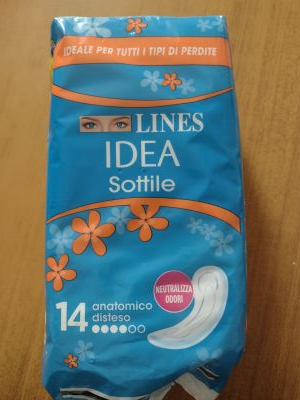 IDEALE PER TUTTI I TIPI DI PERDITE
LINES
IDEA
Sottile
NEUTRALIZZA
ODORI
14 anatomico
disteso